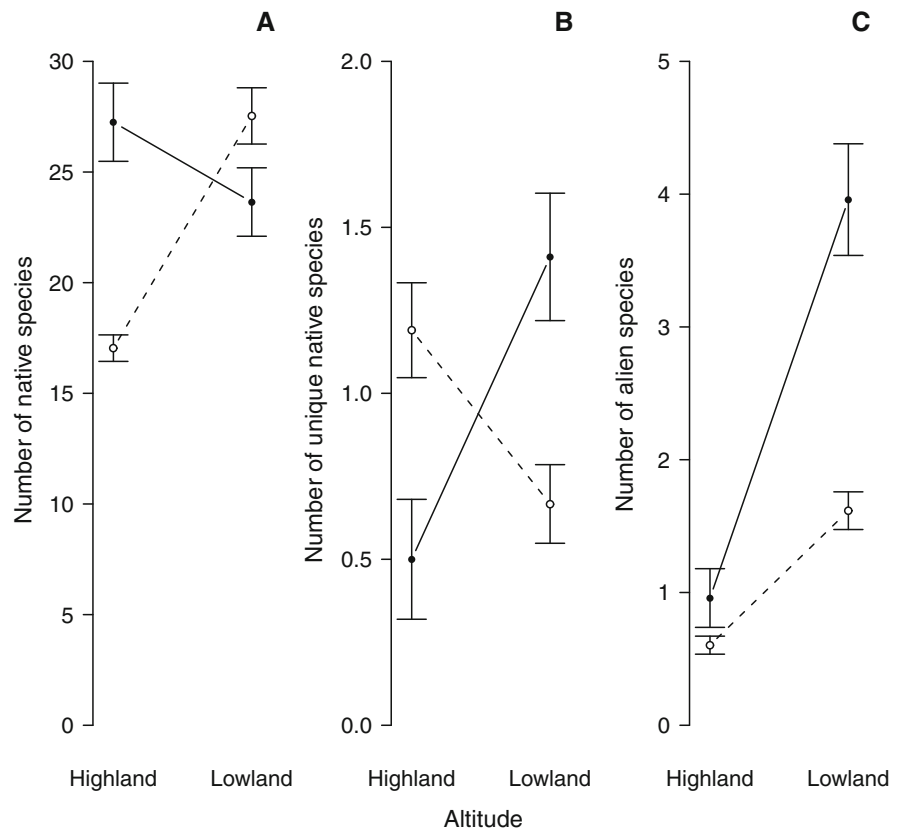 A
Number of native species
30
25
20
15
10
5
0
Highland Lowland
B
Number of unique native species
2.0
1.5
1.0
0.5
0.0
Highland Lowland
C
Number of alien species
5
4
3
2
1
0
Highland Lowland
Altitude